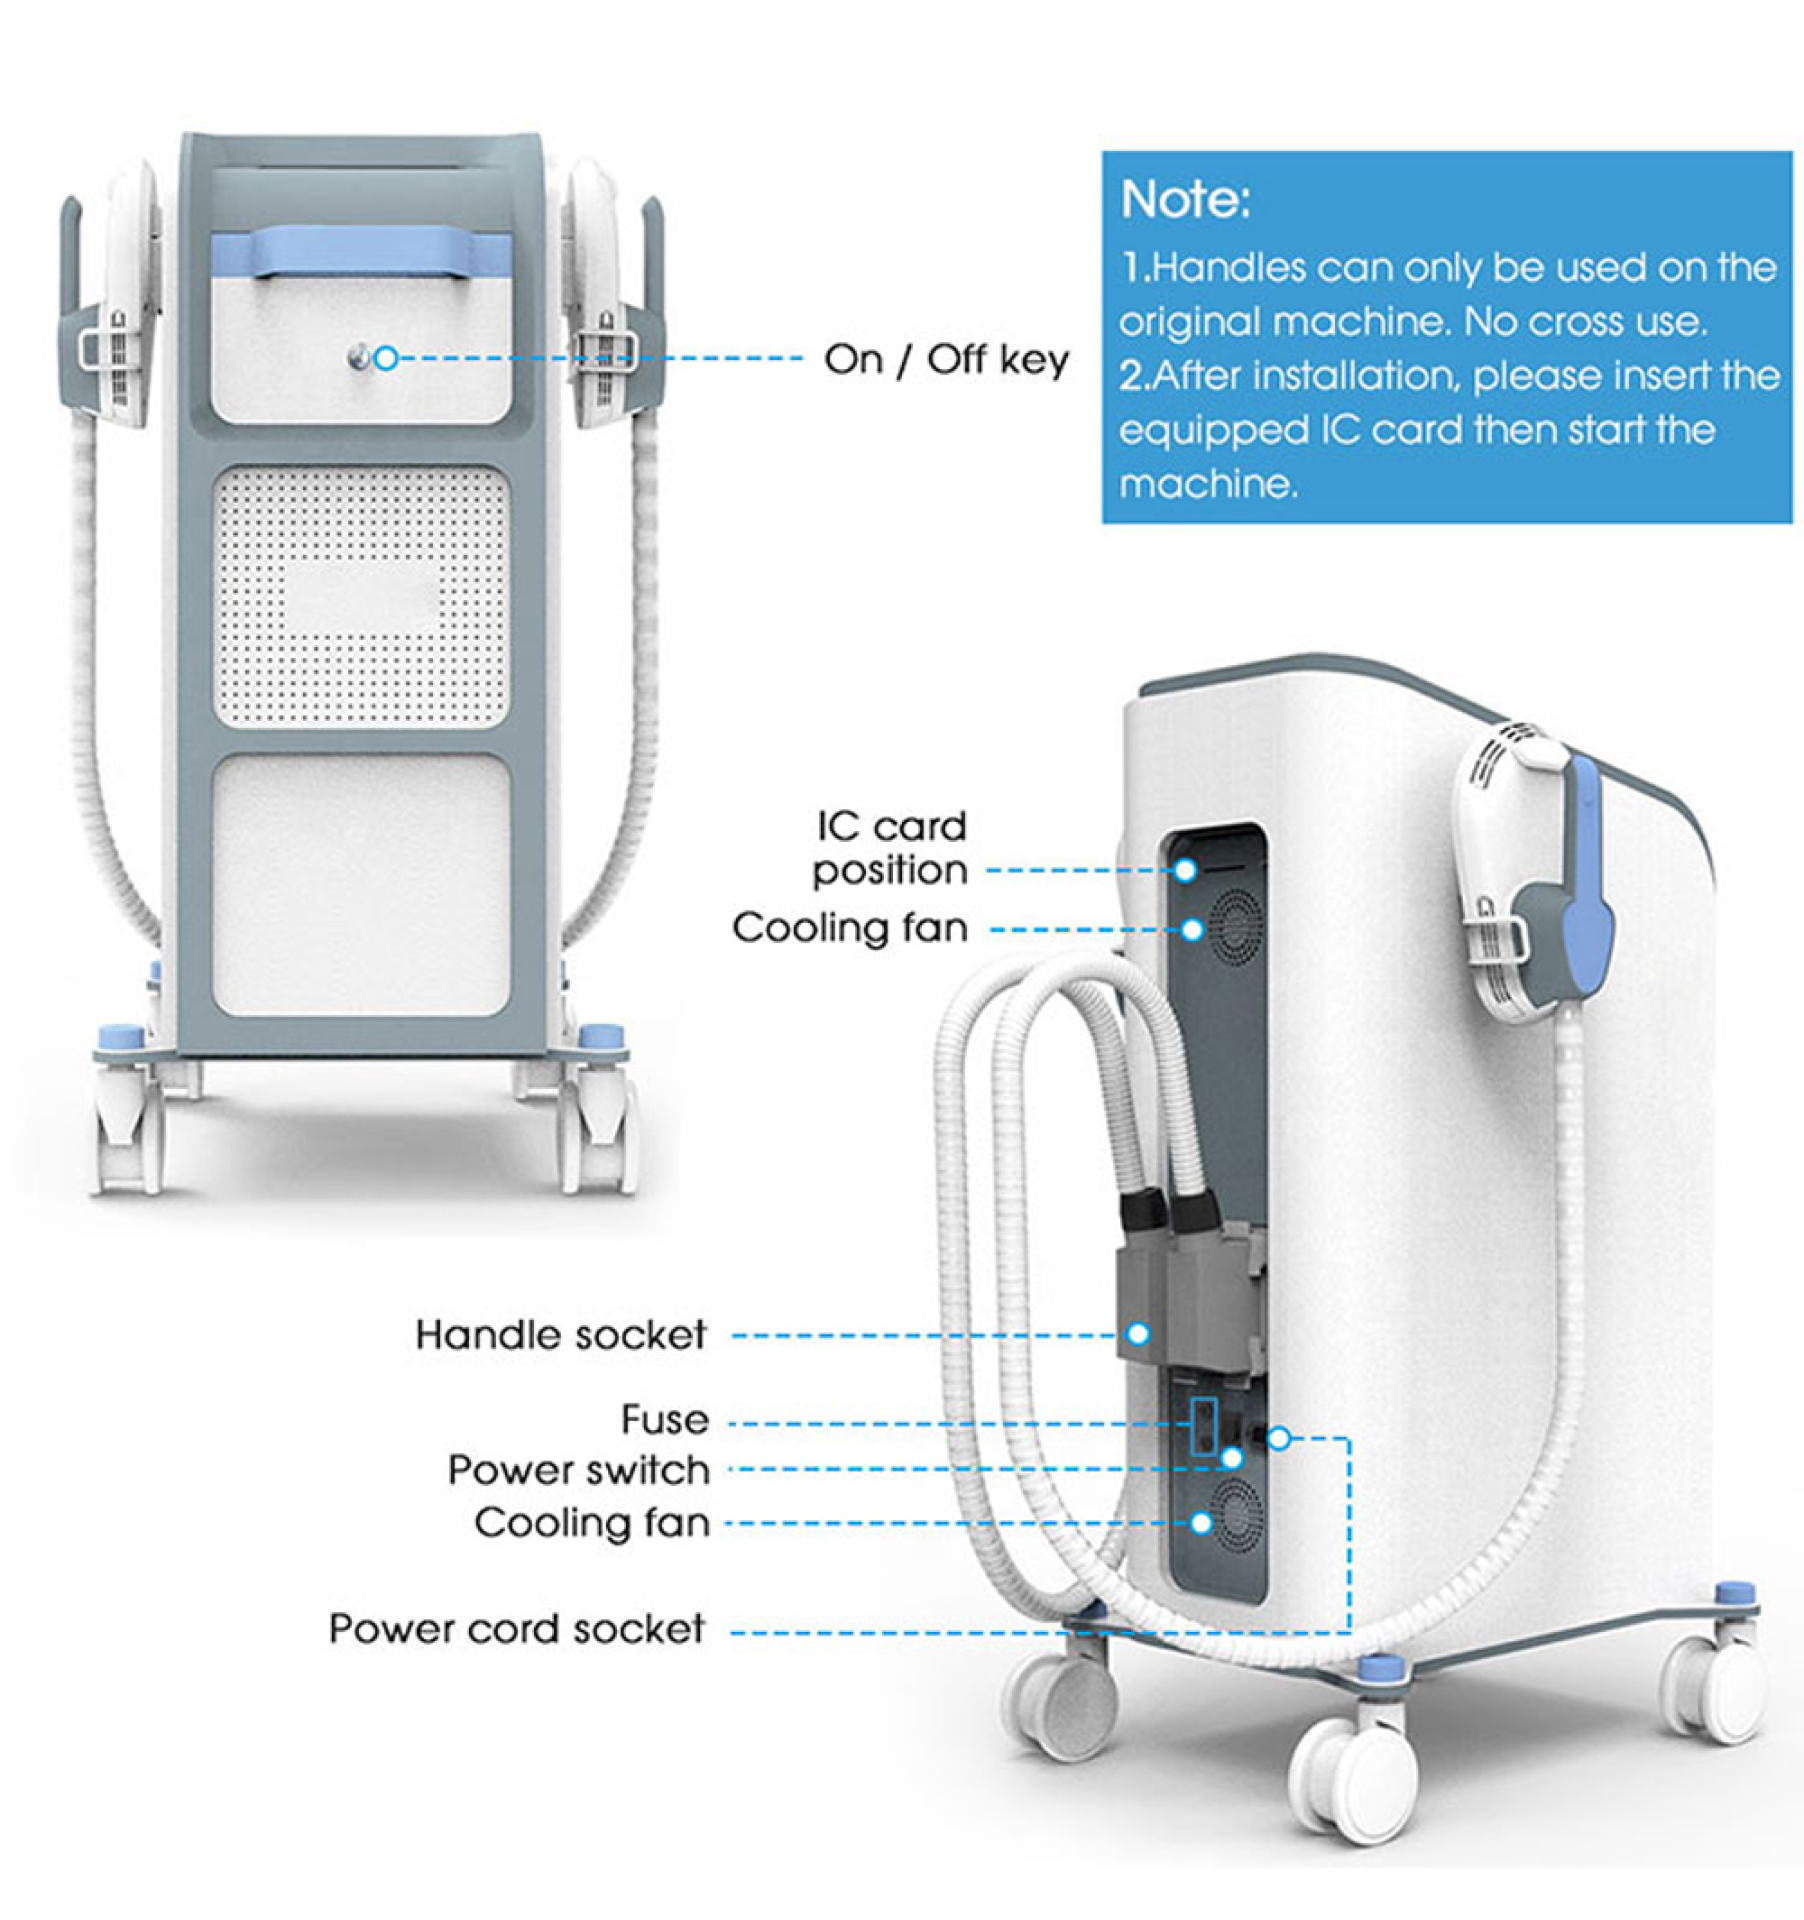 Note:
1.Handles can only be used on the
original machine. No cross use.
2.After installation, please insert the
equipped IC card then start the
machine.
On / Off key
IC card
position
Cooling fan
Handle socket
Fuse
Power switch
Cooling fan
Power cord socket